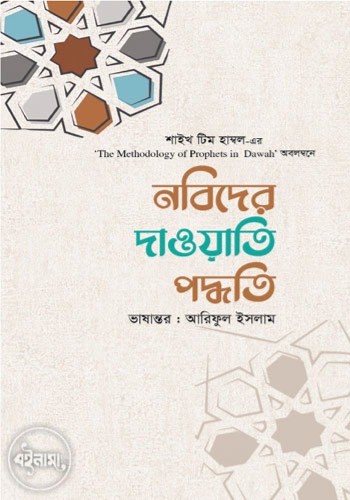 শাইখ টিম হাম্বল-এর
'The Methodology of Prophets in Dawah' অবলম্বনে
নবিদের
দাওয়াতি
পদ্ধতি
ভাষান্তর : আরিফুল ইসলাম
বইনামা